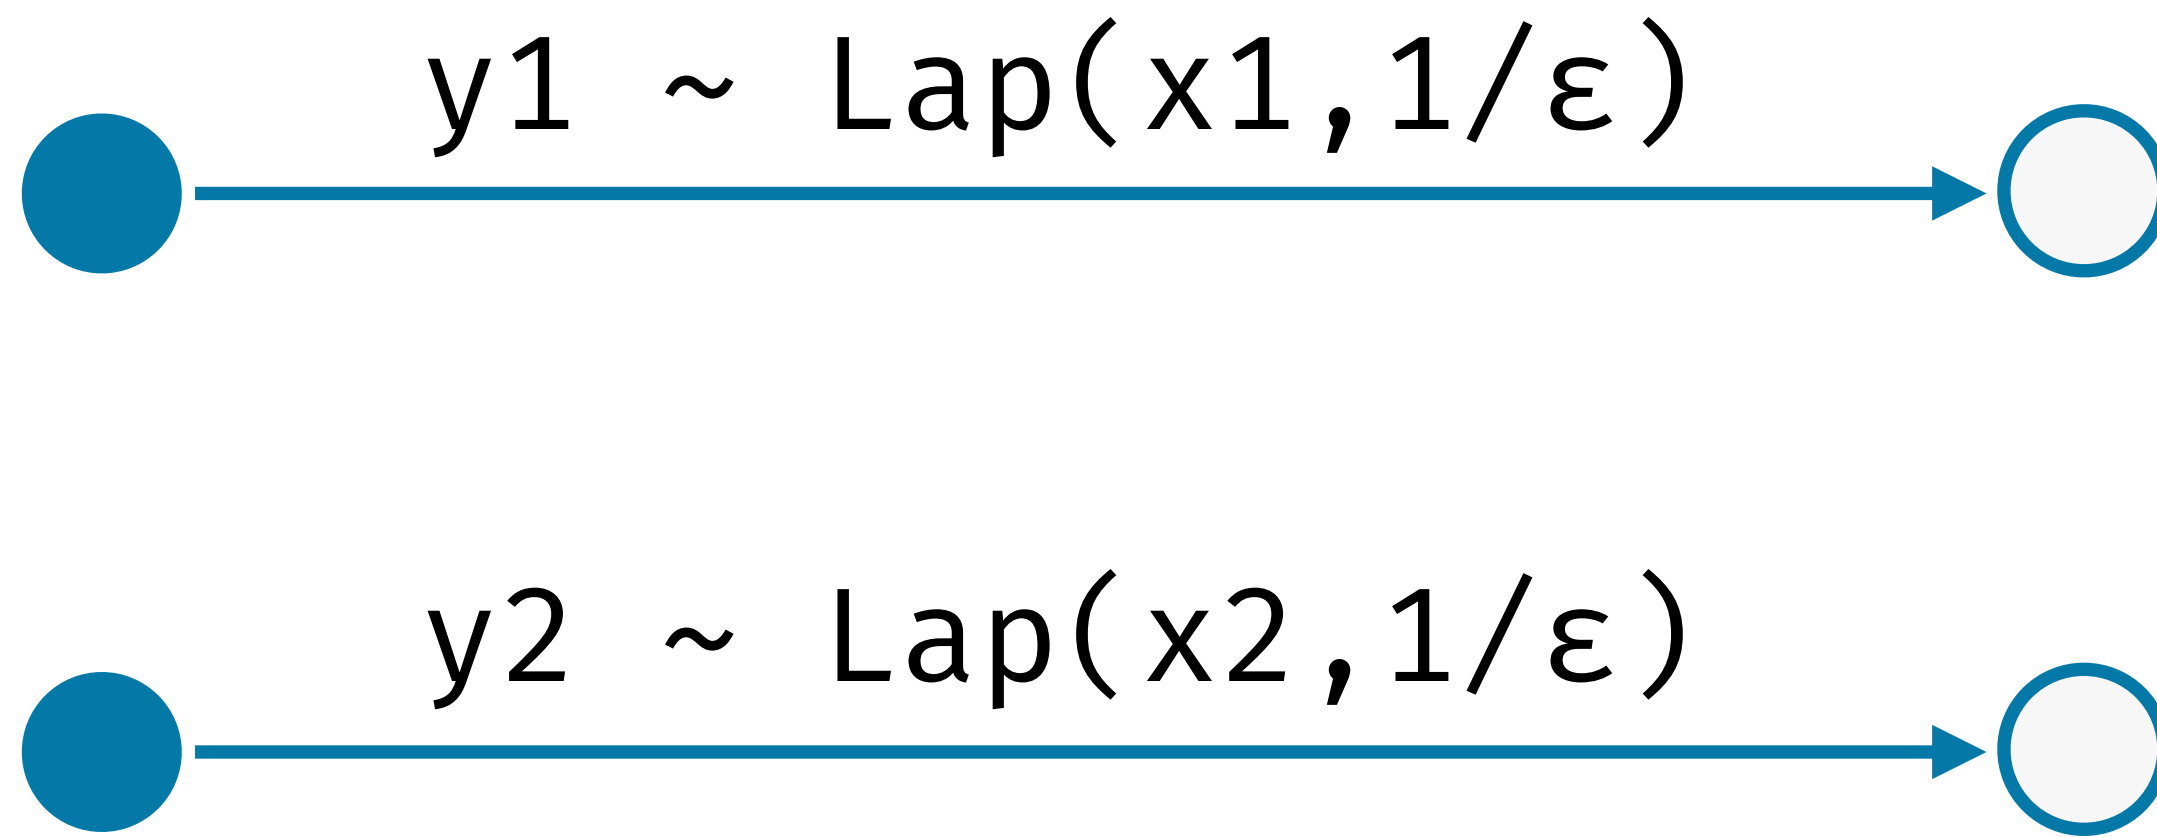 y1 ~ Lap(x1,1/ε)
y2 ~ Lap(x2,1/ε)